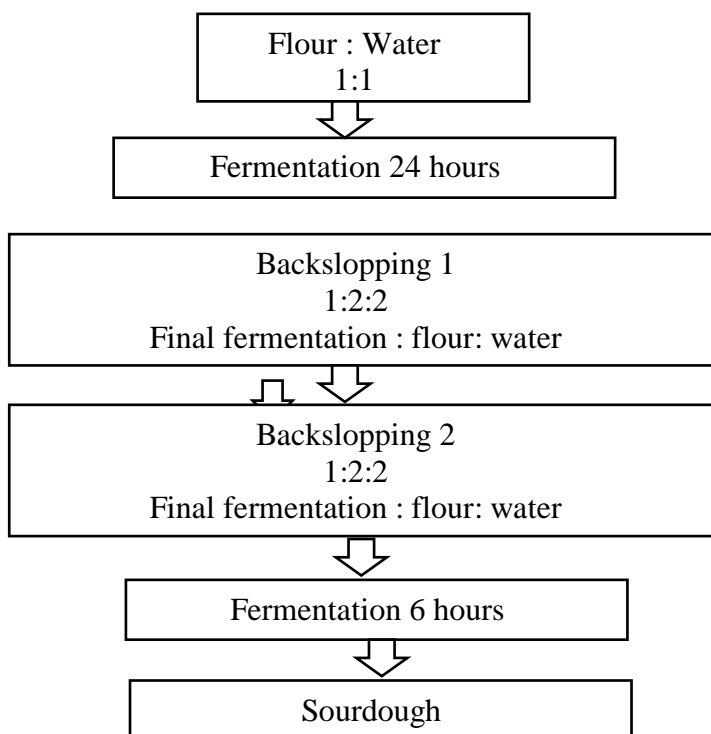 Flour : Water
1:1
Fermentation 24 hours
Backslopping 1
1:2:2
Final fermentation : flour: water
Backslopping 2
1:2:2
Final fermentation : flour: water
Fermentation 6 hours
Sourdough